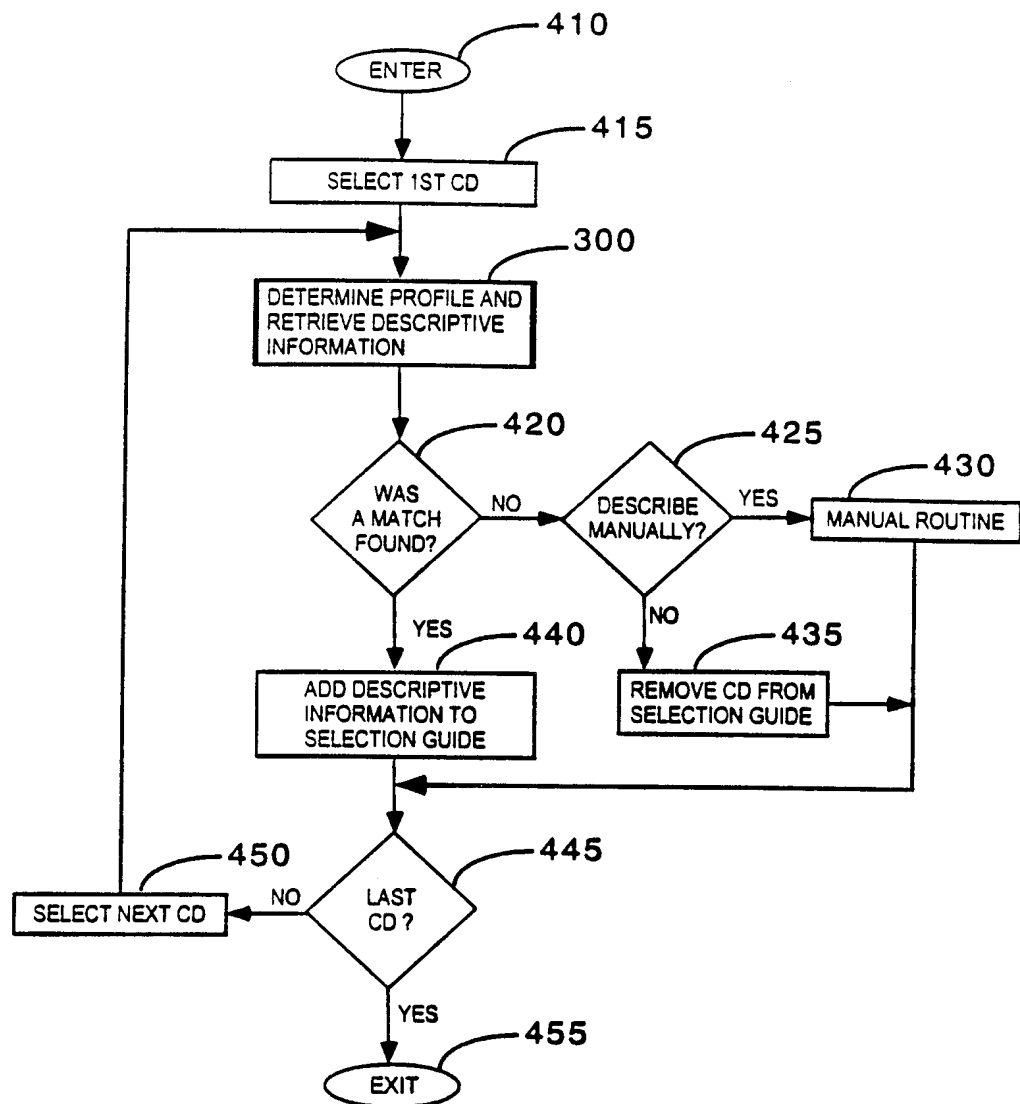 410
ENTER
415
SELECT 1ST CD
300
DETERMINE PROFILE AND
RETRIEVE DESCRIPTIVE
INFORMATION
420
WAS
A MATCH
FOUND?
NO
425
DESCRIBE
MANUALLY?
YES
430
MANUAL ROUTINE
NO
435
REMOVE CD FROM
SELECTION GUIDE
YES
440
ADD DESCRIPTIVE
INFORMATION TO
SELECTION GUIDE
445
LAST
CD ?
NO
450
SELECT NEXT CD
YES
455
EXIT